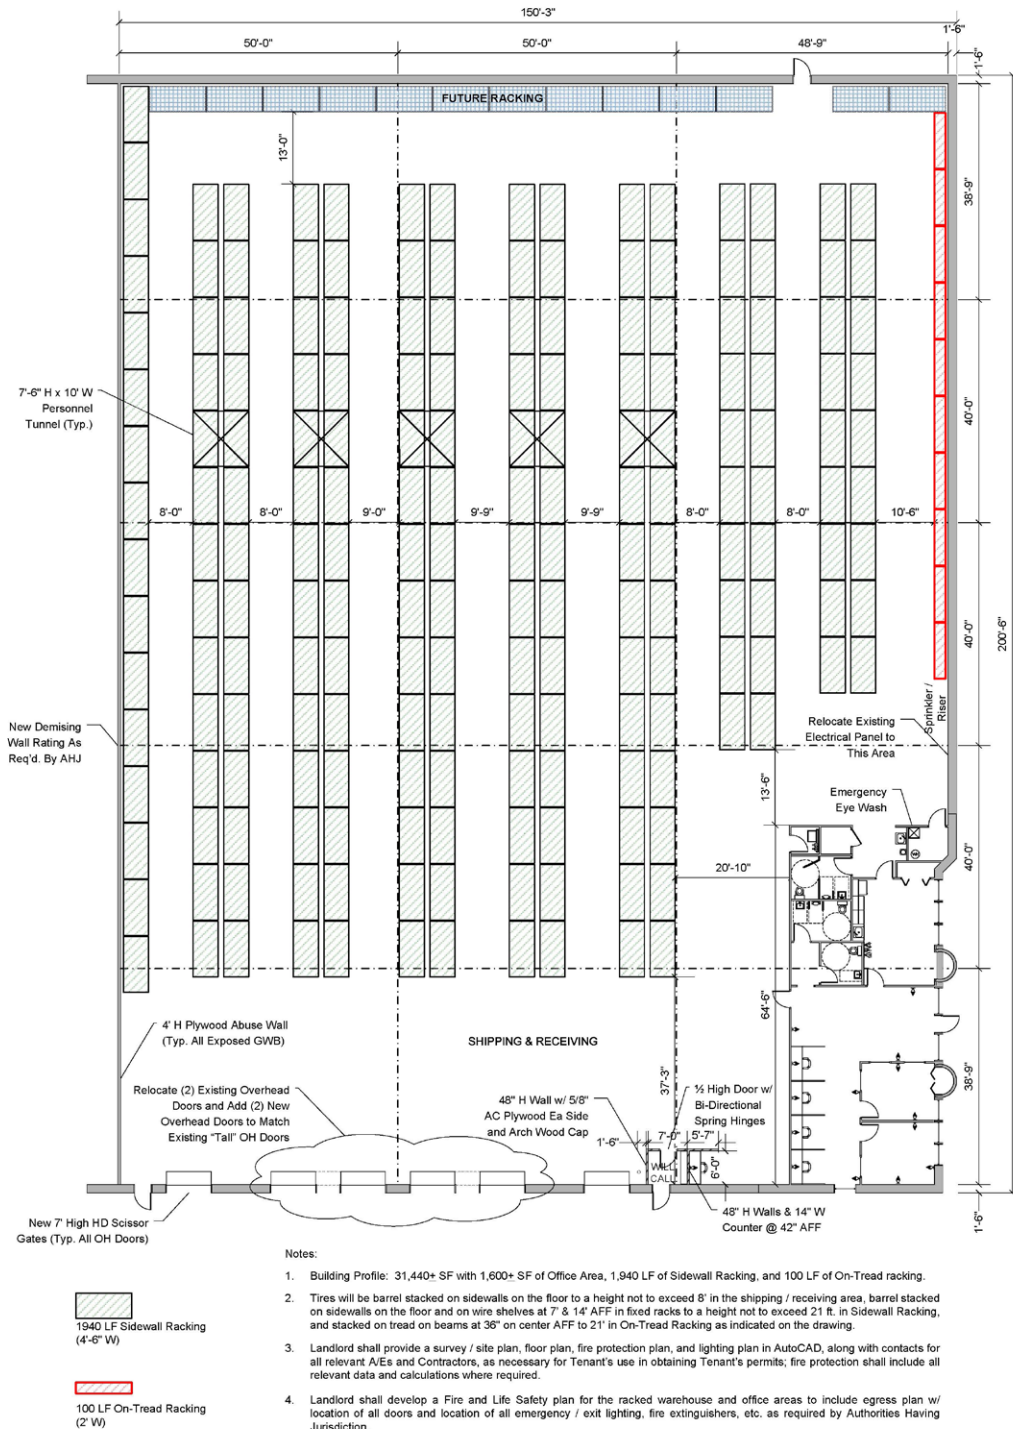 150'-3"
1'-6"
50'-0"
50'-0"
48'-9"
1'-6"
FUTURE RACKING
13'-0"
38'-9"
7'-6" H x 10' W
Personnel
Tunnel (Typ.)
40'-0"
8'-0"
8'-0"
9'-0"
9'-9"
9'-9"
8'-0"
8'-0"
10'-6"
40'-0"
200'-6"
Sprinkler /
Riser
New Demising
Wall Rating As
Req'd. By AHJ
Relocate Existing
Electrical Panel to
This Area
13'-6"
Emergency
Eye Wash
40'-0"
20'-10"
64'-6"
4' H Plywood Abuse Wall
(Typ. All Exposed GWB)
SHIPPING & RECEIVING
37'-3"
38'-9"
Relocate (2) Existing Overhead
Doors and Add (2) New
Overhead Doors to Match
Existing "Tall" OH Doors
48" H Wall w/ 5/8"
AC Plywood Ea Side
and Arch Wood Cap
½ High Door w/
Bi-Directional
Spring Hinges
1'-6"
7'-0"
5'-7"
WILL
CALL
6'-0"
New 7' High HD Scissor
Gates (Typ. All OH Doors)
48" H Walls & 14" W
Counter @ 42" AFF
1'-6"
Notes:
1. Building Profile: 31,440± SF with 1,600± SF of Office Area, 1,940 LF of Sidewall Racking, and 100 LF of On-Tread racking.
2. Tires will be barrel stacked on sidewalls on the floor to a height not to exceed 8' in the shipping / receiving area, barrel stacked
on sidewalls on the floor and on wire shelves at 7' & 14' AFF in fixed racks to a height not to exceed 21 ft. in Sidewall Racking,
and stacked on tread on beams at 36" on center AFF to 21' in On-Tread Racking as indicated on the drawing.
3. Landlord shall provide a survey / site plan, floor plan, fire protection plan, and lighting plan in AutoCAD, along with contacts for
all relevant A/Es and Contractors, as necessary for Tenant's use in obtaining Tenant's permits; fire protection shall include all
relevant data and calculations where required.
4. Landlord shall develop a Fire and Life Safety plan for the racked warehouse and office areas to include egress plan w/
location of all doors and location of all emergency / exit lighting, fire extinguishers, etc. as required by Authorities Having
Jurisdiction.
1940 LF Sidewall Racking
(4'-6" W)
100 LF On-Tread Racking
(2' W)